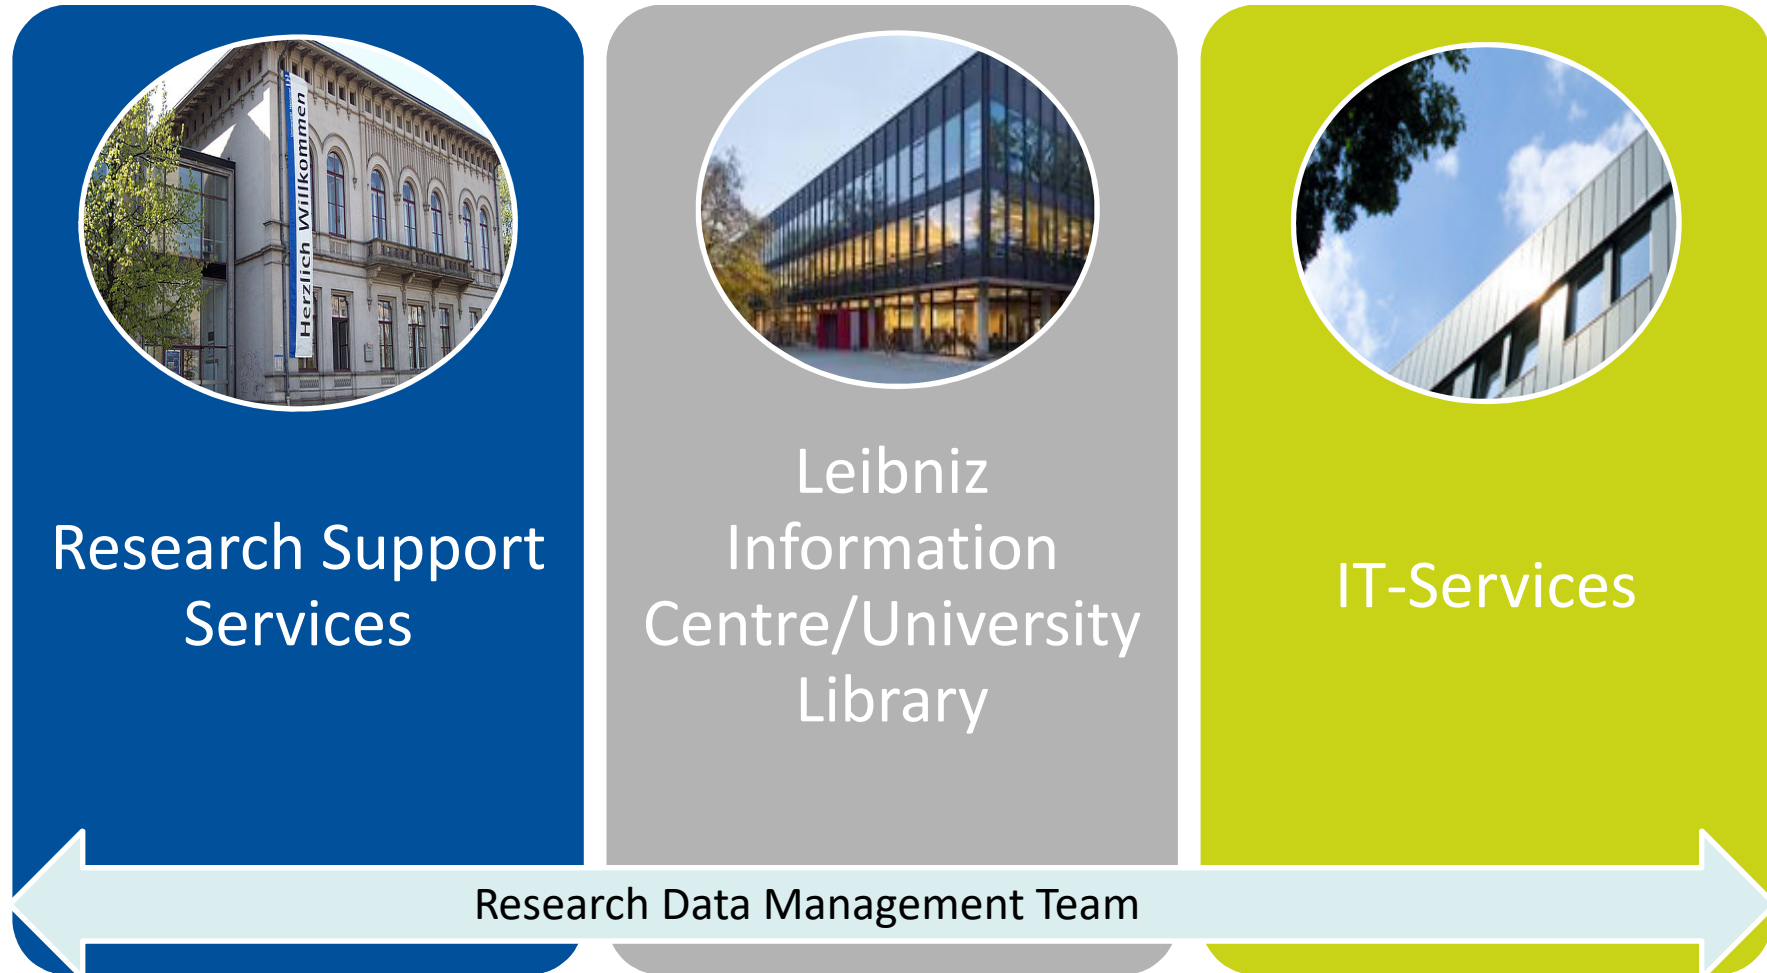 Herzlich Willkommen
Research Support
Services
Leibniz
Information
Centre/University
Library
IT-Services
Research Data Management Team